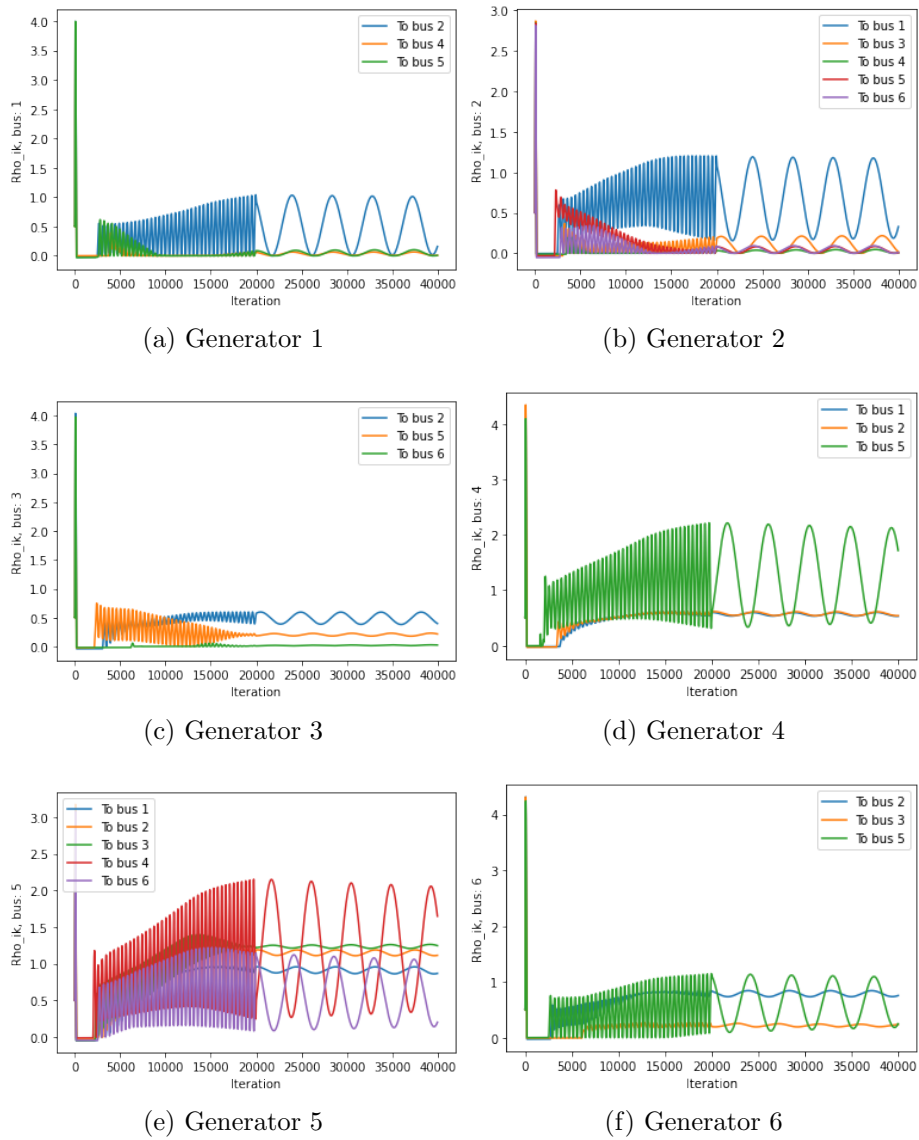 Rho_ik, bus: 1
4.0
3.5
3.0
2.5
2.0
1.5
1.0
0.5
0.0
To bus 2
To bus 4
To bus 5
0 5000 10000 15000 20000 25000 30000 35000 40000
Iteration
(a) Generator 1
Rho_ik, bus: 2
3.0
2.5
2.0
1.5
1.0
0.5
0.0
To bus 1
To bus 3
To bus 4
To bus 5
To bus 6
0 5000 10000 15000 20000 25000 30000 35000 40000
Iteration
(b) Generator 2
Rho_ik, bus: 3
4.0
3.5
3.0
2.5
2.0
1.5
1.0
0.5
0.0
To bus 2
To bus 5
To bus 6
0 5000 10000 15000 20000 25000 30000 35000 40000
Iteration
(c) Generator 3
Rho_ik, bus: 4
4
3
2
1
0
To bus 1
To bus 2
To bus 5
0 5000 10000 15000 20000 25000 30000 35000 40000
Iteration
(d) Generator 4
Rho_ik, bus: 5
3.0
2.5
2.0
1.5
1.0
0.5
0.0
To bus 1
To bus 2
To bus 3
To bus 4
To bus 6
0 5000 10000 15000 20000 25000 30000 35000 40000
Iteration
(e) Generator 5
Rho_ik, bus: 6
4
3
2
1
0
To bus 2
To bus 3
To bus 5
0 5000 10000 15000 20000 25000 30000 35000 40000
Iteration
(f) Generator 6